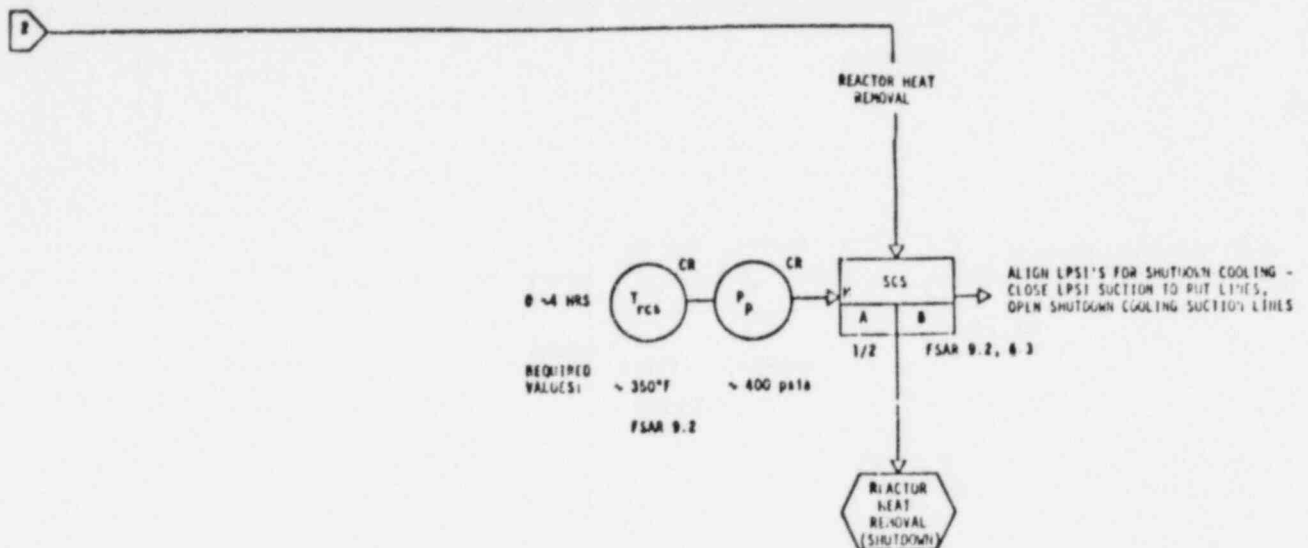 REACTOR HEAT
REMOVAL
CR
CR
@ ~4 HRS
T rcs
P p
SCS
A
B
ALIGN LPSI'S FOR SHUTDOWN COOLING -
CLOSE LPSI SUCTION TO RWT LINES,
OPEN SHUTDOWN COOLING SUCTION LINES
1/2
FSAR 9.2, 6.3
REQUIRED
VALUES:
~ 350°F
~ 400 psia
FSAR 9.2
REACTOR
HEAT
REMOVAL
(SHUTDOWN)